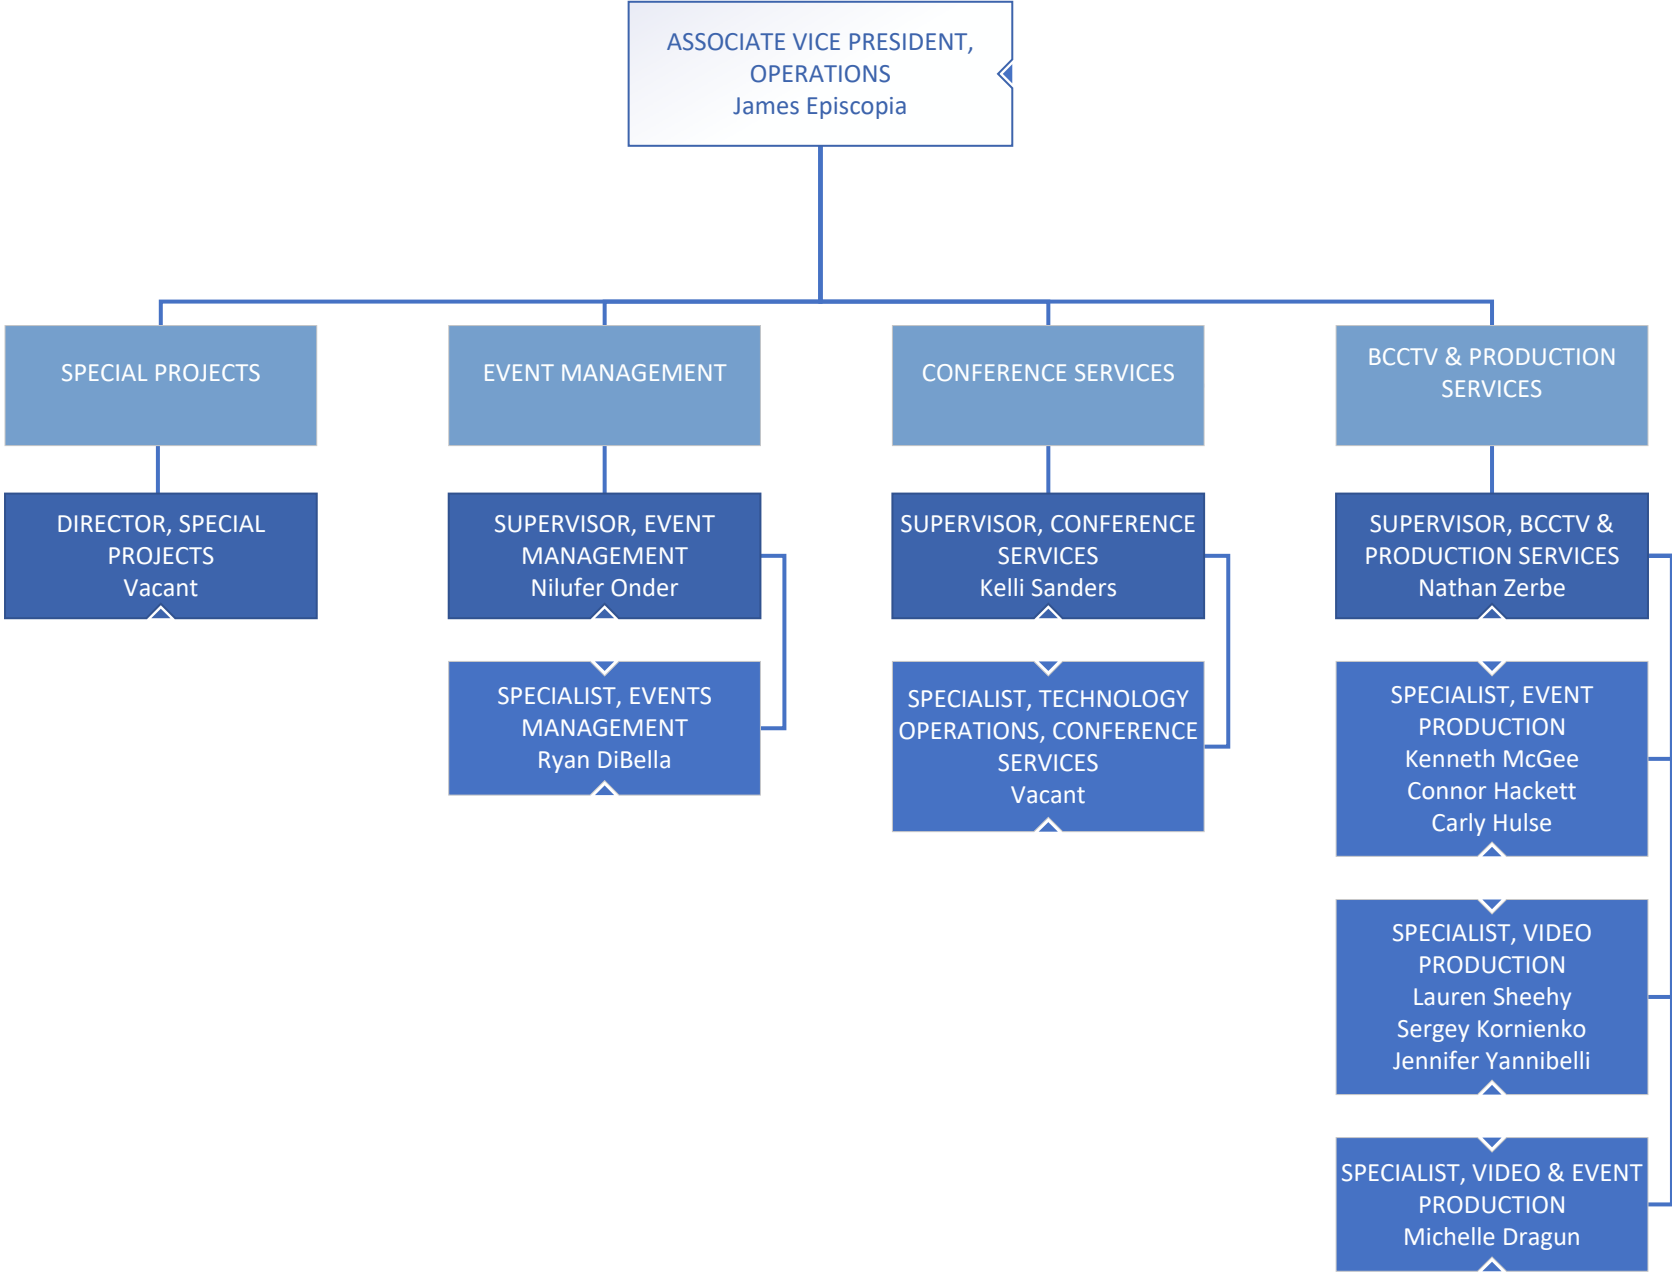 ASSOCIATE VICE PRESIDENT,
OPERATIONS
James Episcopia
SPECIAL PROJECTS
EVENT MANAGEMENT
CONFERENCE SERVICES
BCCTV & PRODUCTION
SERVICES
DIRECTOR, SPECIAL
PROJECTS
Vacant
SUPERVISOR, EVENT
MANAGEMENT
Nilufer Onder
SUPERVISOR, CONFERENCE
SERVICES
Kelli Sanders
SUPERVISOR, BCCTV &
PRODUCTION SERVICES
Nathan Zerbe
SPECIALIST, EVENTS
MANAGEMENT
Ryan DiBella
SPECIALIST, TECHNOLOGY
OPERATIONS, CONFERENCE
SERVICES
Vacant
SPECIALIST, EVENT
PRODUCTION
Kenneth McGee
Connor Hackett
Carly Hulse
SPECIALIST, VIDEO
PRODUCTION
Lauren Sheehy
Sergey Kornienko
Jennifer Yannibelli
SPECIALIST, VIDEO & EVENT
PRODUCTION
Michelle Dragun